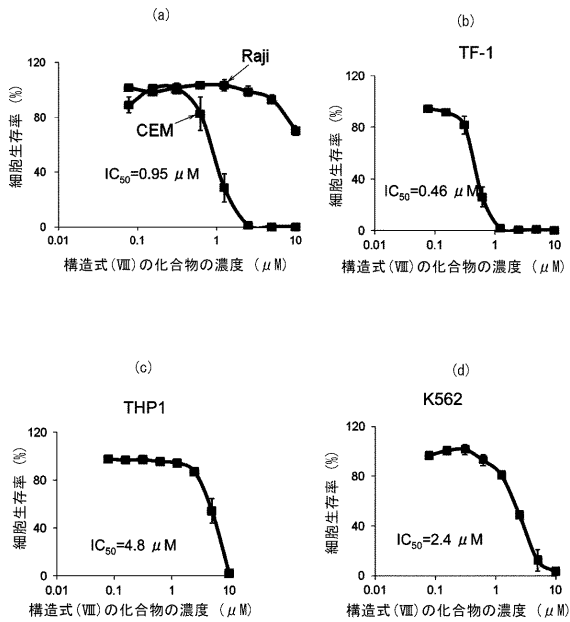 (a)
120
80
40
0
細胞生存率 (%)
Raji
CEM
IC50=0.95 μM
0.01
0.1
1
10
構造式(Ⅷ)の化合物の濃度 (μM)
(b)
TF-1
120
80
40
0
細胞生存率 (%)
IC50=0.46 μM
0.01
0.1
1
10
構造式(Ⅷ)の化合物の濃度 (μM)
(c)
THP1
120
80
40
0
細胞生存率 (%)
IC50=4.8 μM
0.01
0.1
1
10
構造式(Ⅷ)の化合物の濃度 (μM)
(d)
K562
120
80
40
0
細胞生存率 (%)
IC50=2.4 μM
0.01
0.1
1
10
構造式(Ⅷ)の化合物の濃度 (μM)